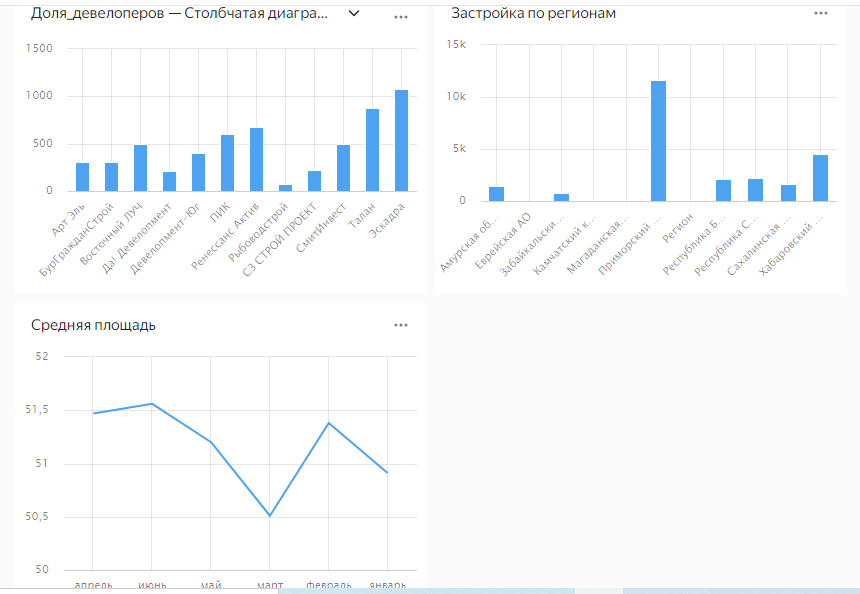 Доля_девелоперов — Столбчатая диагра...
1500
1000
500
0
Арт Эль
БурГражданСтрой
Восточный ЛУЧ
Да! Девелопмент
Девелопмент-Юг
ПИК
Ренессанс Актив
Рыбоводстрой
СЗ СТРОЙ ПРОЕКТ
СмитИнвест
Талан
Эскадра
Застройка по регионам
15k
10k
5k
0
Амурская об...
Еврейская АО
Забайкальски...
Камчатский к...
Магаданская...
Приморский ...
Регион
Республика Б...
Республика С...
Сахалинская ...
Хабаровский ...
Средняя площадь
52
51,5
51
50,5
50
апрель
июнь
май
март
февраль
январь